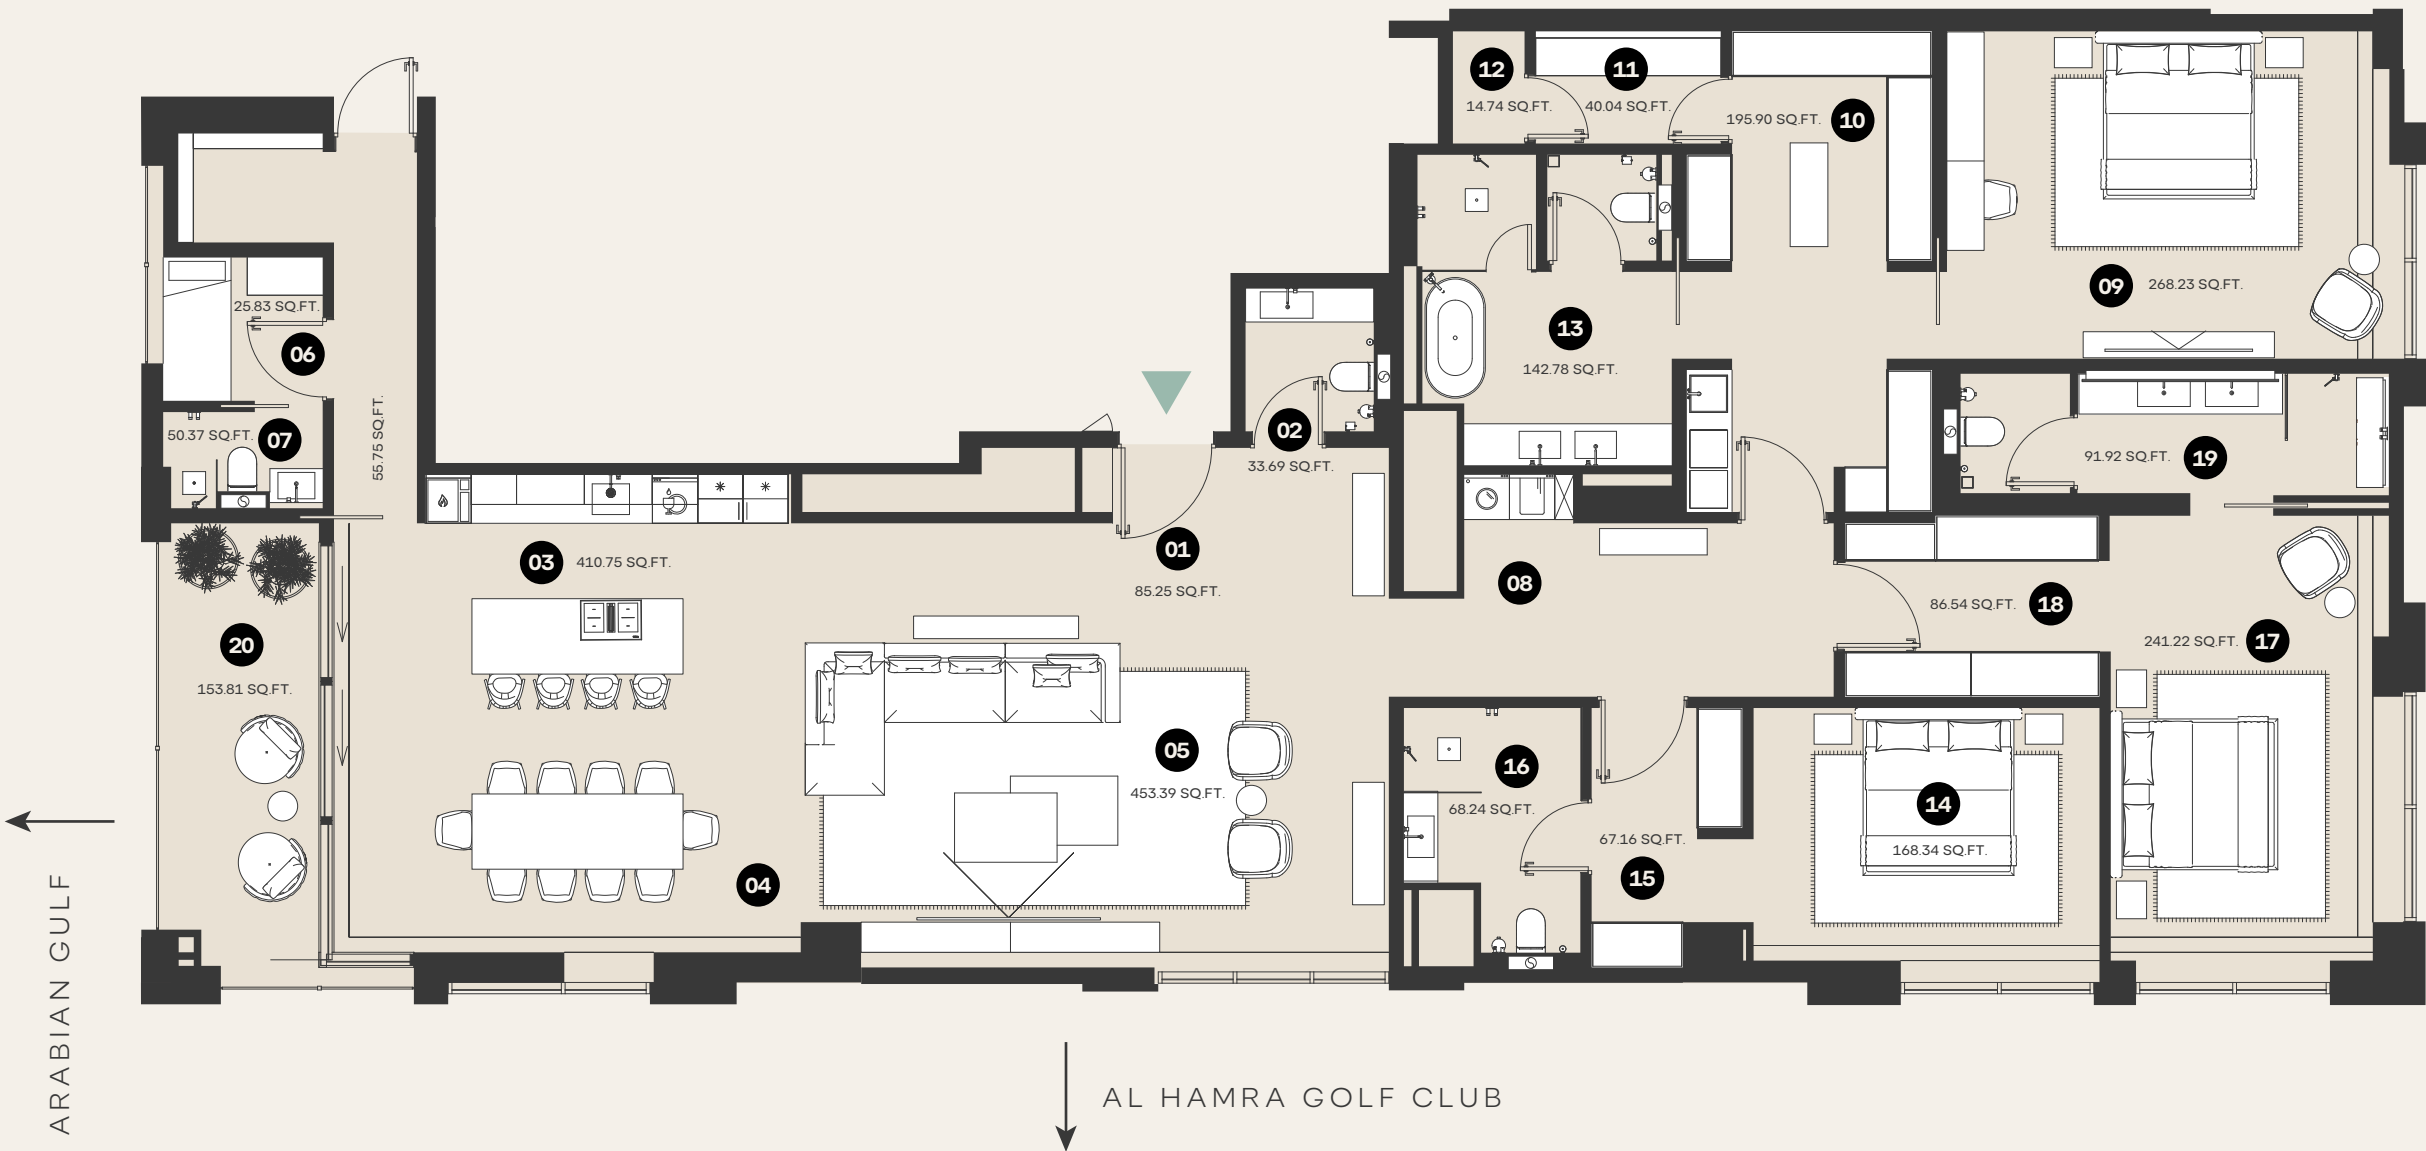 12
14.74 SQ.FT.
11
40.04 SQ.FT.
195.90 SQ.FT.
10
09
268.23 SQ.FT.
25.83 SQ.FT.
06
50.37 SQ.FT.
07
55.75 SQ.FT.
02
33.69 SQ.FT.
13
142.78 SQ.FT.
91.92 SQ.FT.
19
03
410.75 SQ.FT.
01
85.25 SQ.FT.
08
86.54 SQ.FT.
18
241.22 SQ.FT.
17
20
153.81 SQ.FT.
05
453.39 SQ.FT.
04
16
68.24 SQ.FT.
67.16 SQ.FT.
15
14
168.34 SQ.FT.
ARABIAN GULF
AL HAMRA GOLF CLUB